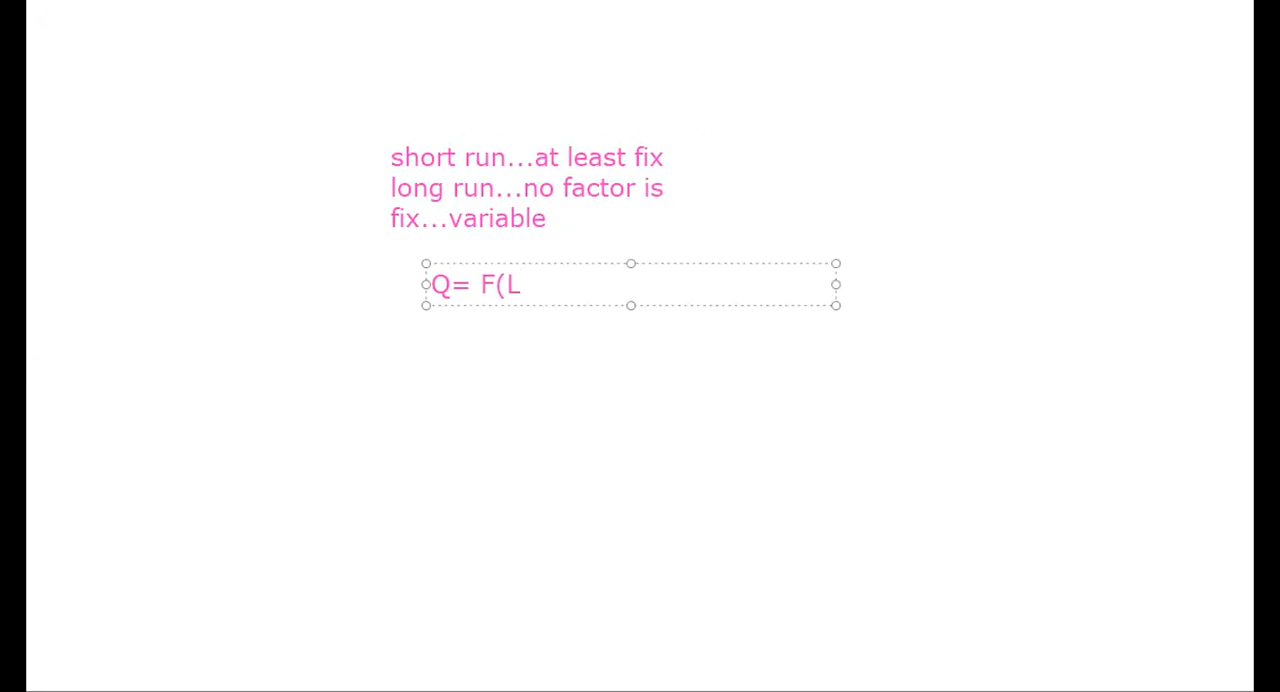 short run...at least fix
long run...no factor is
fix...variable
Q= F(L